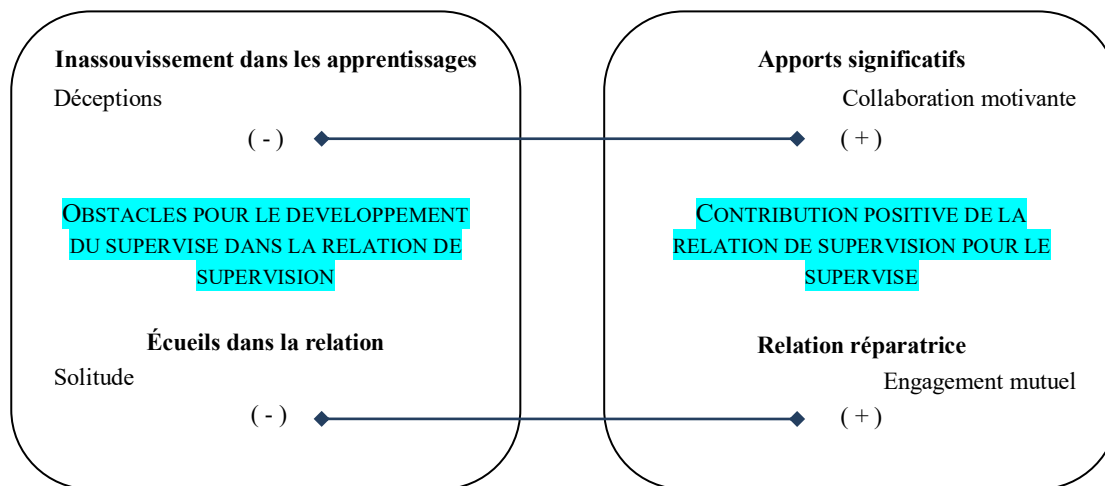 Inassouvissement dans les apprentissages
Déceptions
( - )
OBSTACLES POUR LE DEVELOPPEMENT
DU SUPERVISE DANS LA RELATION DE
SUPERVISION
Écueils dans la relation
Solitude
( - )
Apports significatifs
Collaboration motivante
( + )
CONTRIBUTION POSITIVE DE LA
RELATION DE SUPERVISION POUR LE
SUPERVISE
Relation réparatrice
Engagement mutuel
( + )